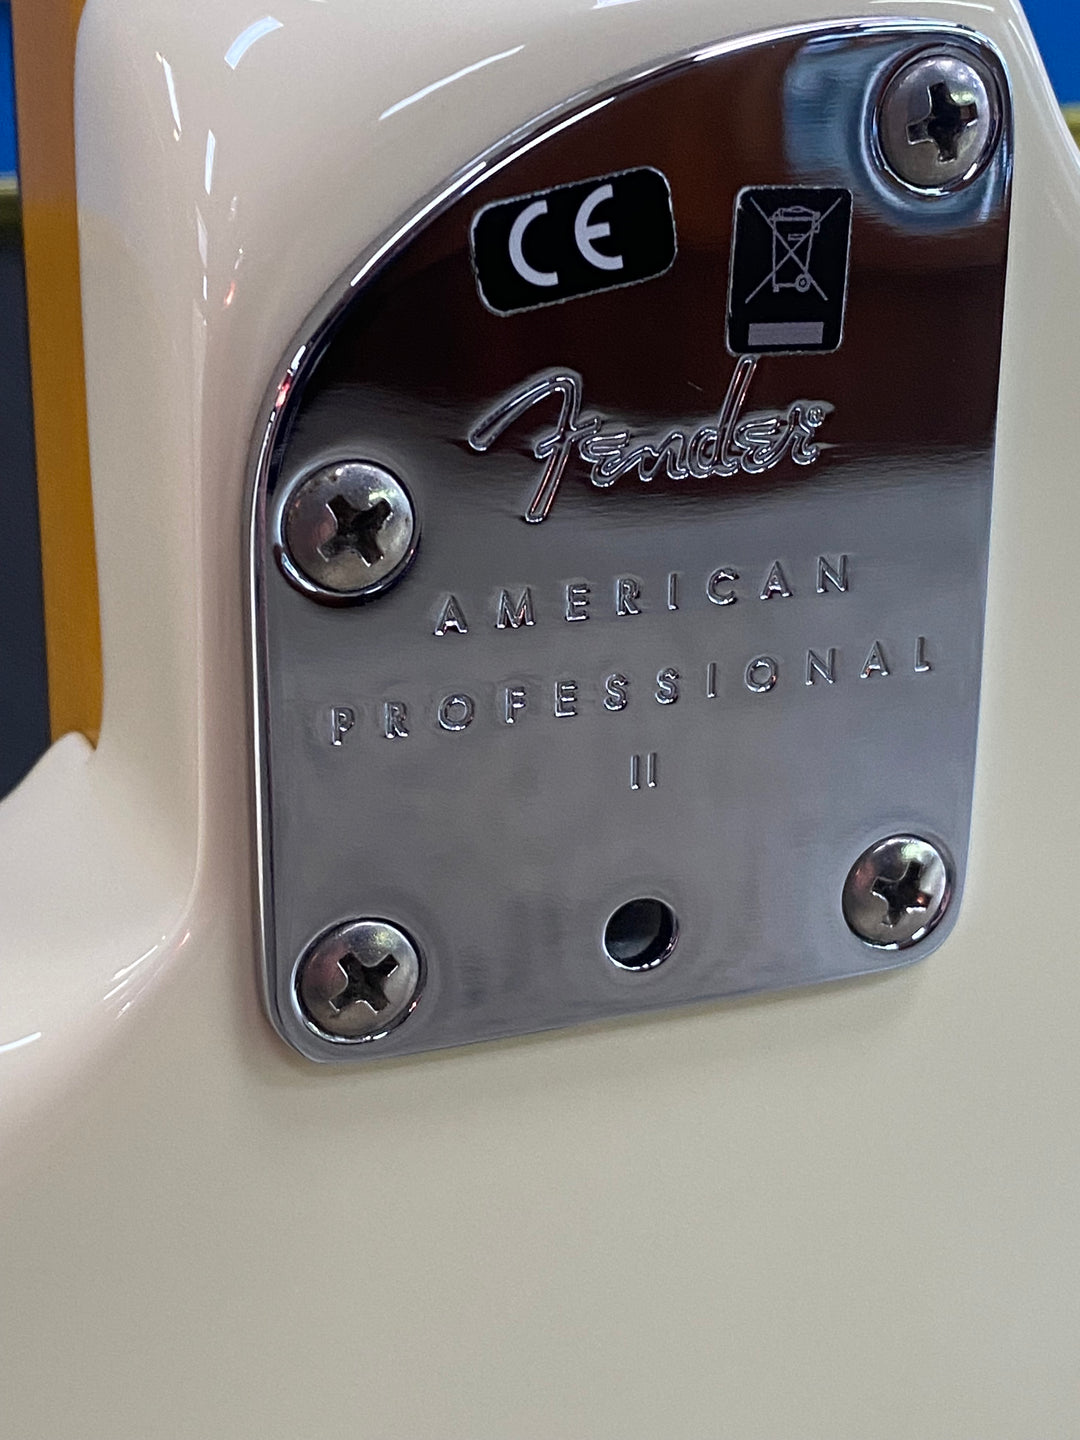 CE
Fender®
AMERICAN
PROFESSIONAL
II